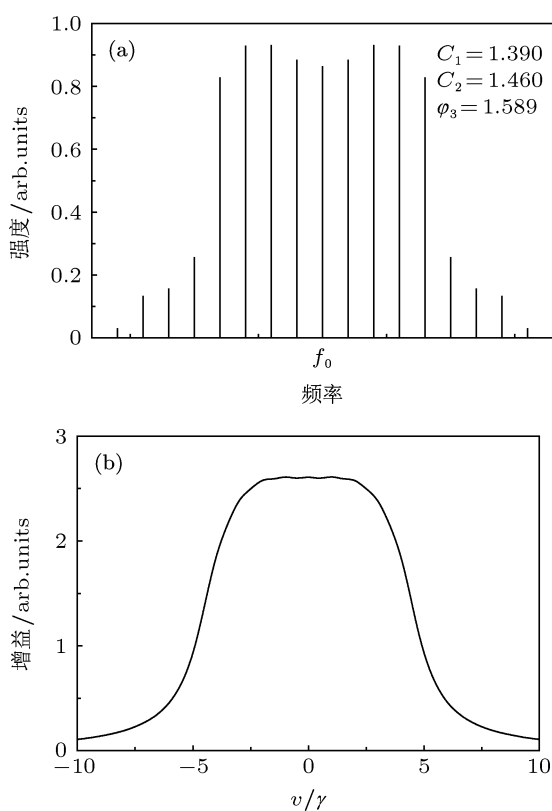 (a)
C₁=1.390
C₂=1.460
φ₃=1.589
1.0
0.8
0.6
0.4
0.2
0
强度/arb.units
f₀
频率
(b)
3
2
1
0
增益/arb.units
−10 −5 0 5 10
ν/γ